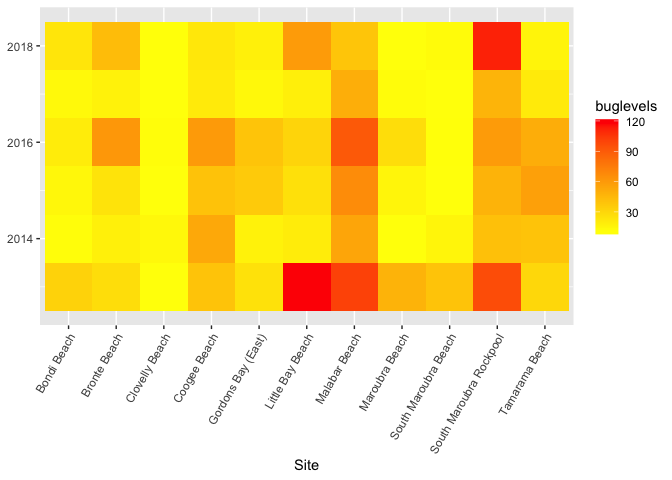 2018
2016
2014
buglevels
120
90
60
30
Bondi Beach
Bronte Beach
Clovelly Beach
Coogee Beach
Gordons Bay (East)
Little Bay Beach
Malabar Beach
Maroubra Beach
South Maroubra Beach
South Maroubra Rockpool
Tamarama Beach
Site